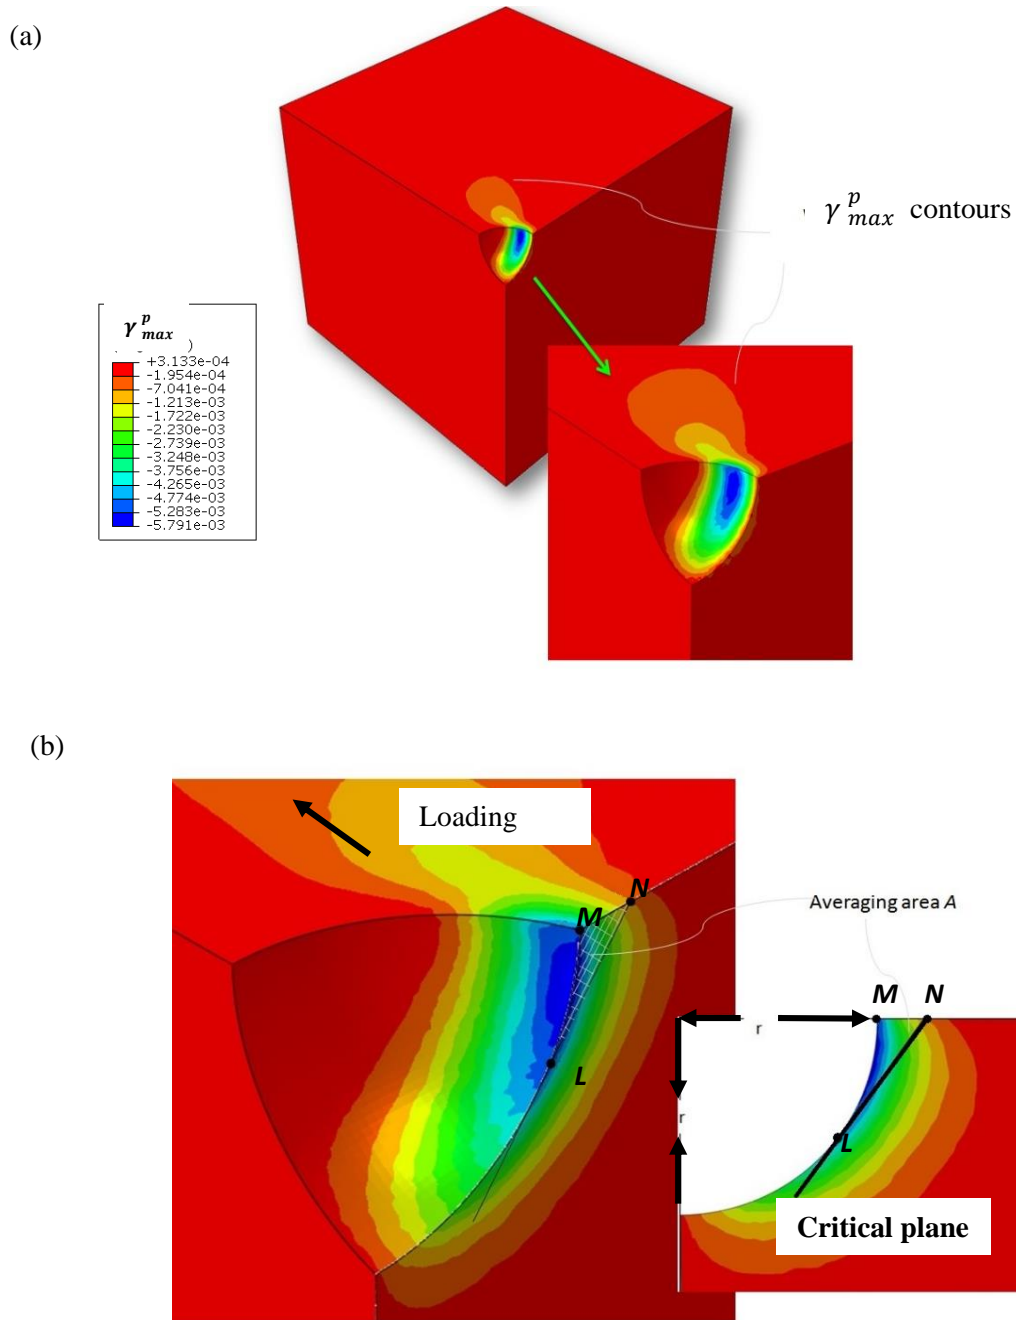 (a)
γ^p_max contours
γ^p_max
)
+3.133e-04
-1.954e-04
-7.041e-04
-1.213e-03
-1.722e-03
-2.230e-03
-2.739e-03
-3.248e-03
-3.756e-03
-4.265e-03
-4.774e-03
-5.283e-03
-5.791e-03
(b)
Loading
N
M
L
Averaging area A
M N
r
r
L
Critical plane